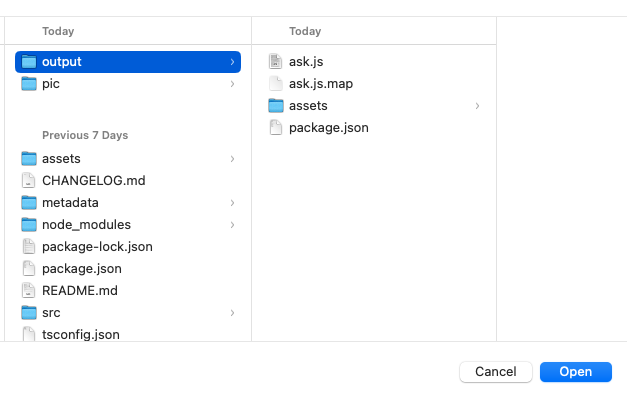 Today
output
pic
Previous 7 Days
assets
CHANGELOG.md
metadata
node_modules
package-lock.json
package.json
README.md
src
tsconfig.json
Today
ask.js
ask.js.map
assets
package.json
Cancel
Open